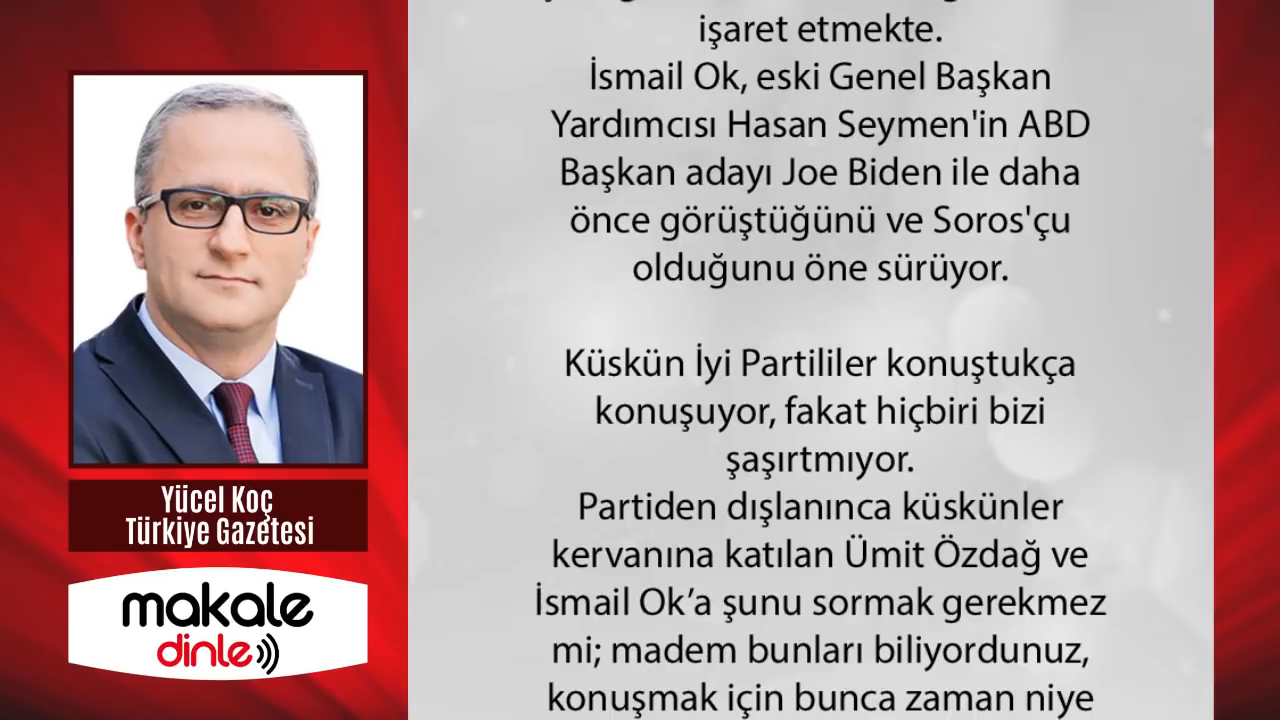 işaret etmekte.
İsmail Ok, eski Genel Başkan
Yardımcısı Hasan Seymen'in ABD
Başkan adayı Joe Biden ile daha
önce görüştüğünü ve Soros'çu
olduğunu öne sürüyor.
Küskün İyi Partililer konuştukça
konuşuyor, fakat hiçbiri bizi
şaşırtmıyor.
Partiden dışlanınca küskünler
kervanına katılan Ümit Özdağ ve
İsmail Ok’a şunu sormak gerekmez
mi; madem bunları biliyordunuz,
konuşmak için bunca zaman niye
Yücel Koç
Türkiye Gazetesi
makale
dinle